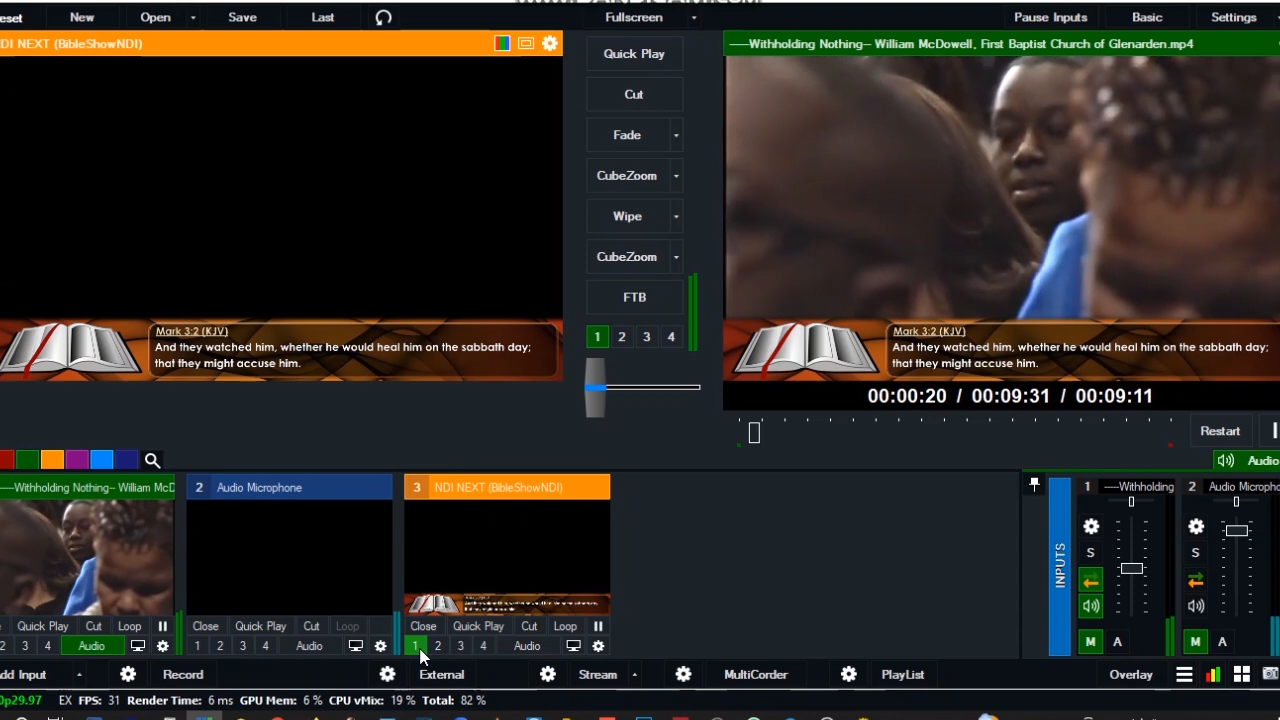 eset New Open Save Last Fullscreen Pause Inputs Basic Settings
DI NEXT (BibleShowNDI)
Quick Play
Cut
Fade
CubeZoom
Wipe
CubeZoom
FTB
1 2 3 4
-----Withholding Nothing-- William McDowell, First Baptist Church of Glenarden.mp4
Mark 3:2 (KJV)
And they watched him, whether he would heal him on the sabbath day;
that they might accuse him.
Mark 3:2 (KJV)
And they watched him, whether he would heal him on the sabbath day;
that they might accuse him.
00:00:20 / 00:09:31 / 00:09:11
Restart
Audio
---Withholding Nothing-- William McD
Quick Play Cut Loop
2 3 4 Audio
2 Audio Microphone
Close Quick Play Cut Loop
1 2 3 4 Audio
3 NDI NEXT (BibleShowNDI)
Close Quick Play Cut Loop
1 2 3 4 Audio
INPUTS
1 ----Withholding
S
M A
2 Audio Micropho
S
M A
dd Input Record External Stream MultiCorder PlayList Overlay
0p29.97 EX FPS: 31 Render Time: 6 ms GPU Mem: 6 % CPU vMix: 19 % Total: 82 %